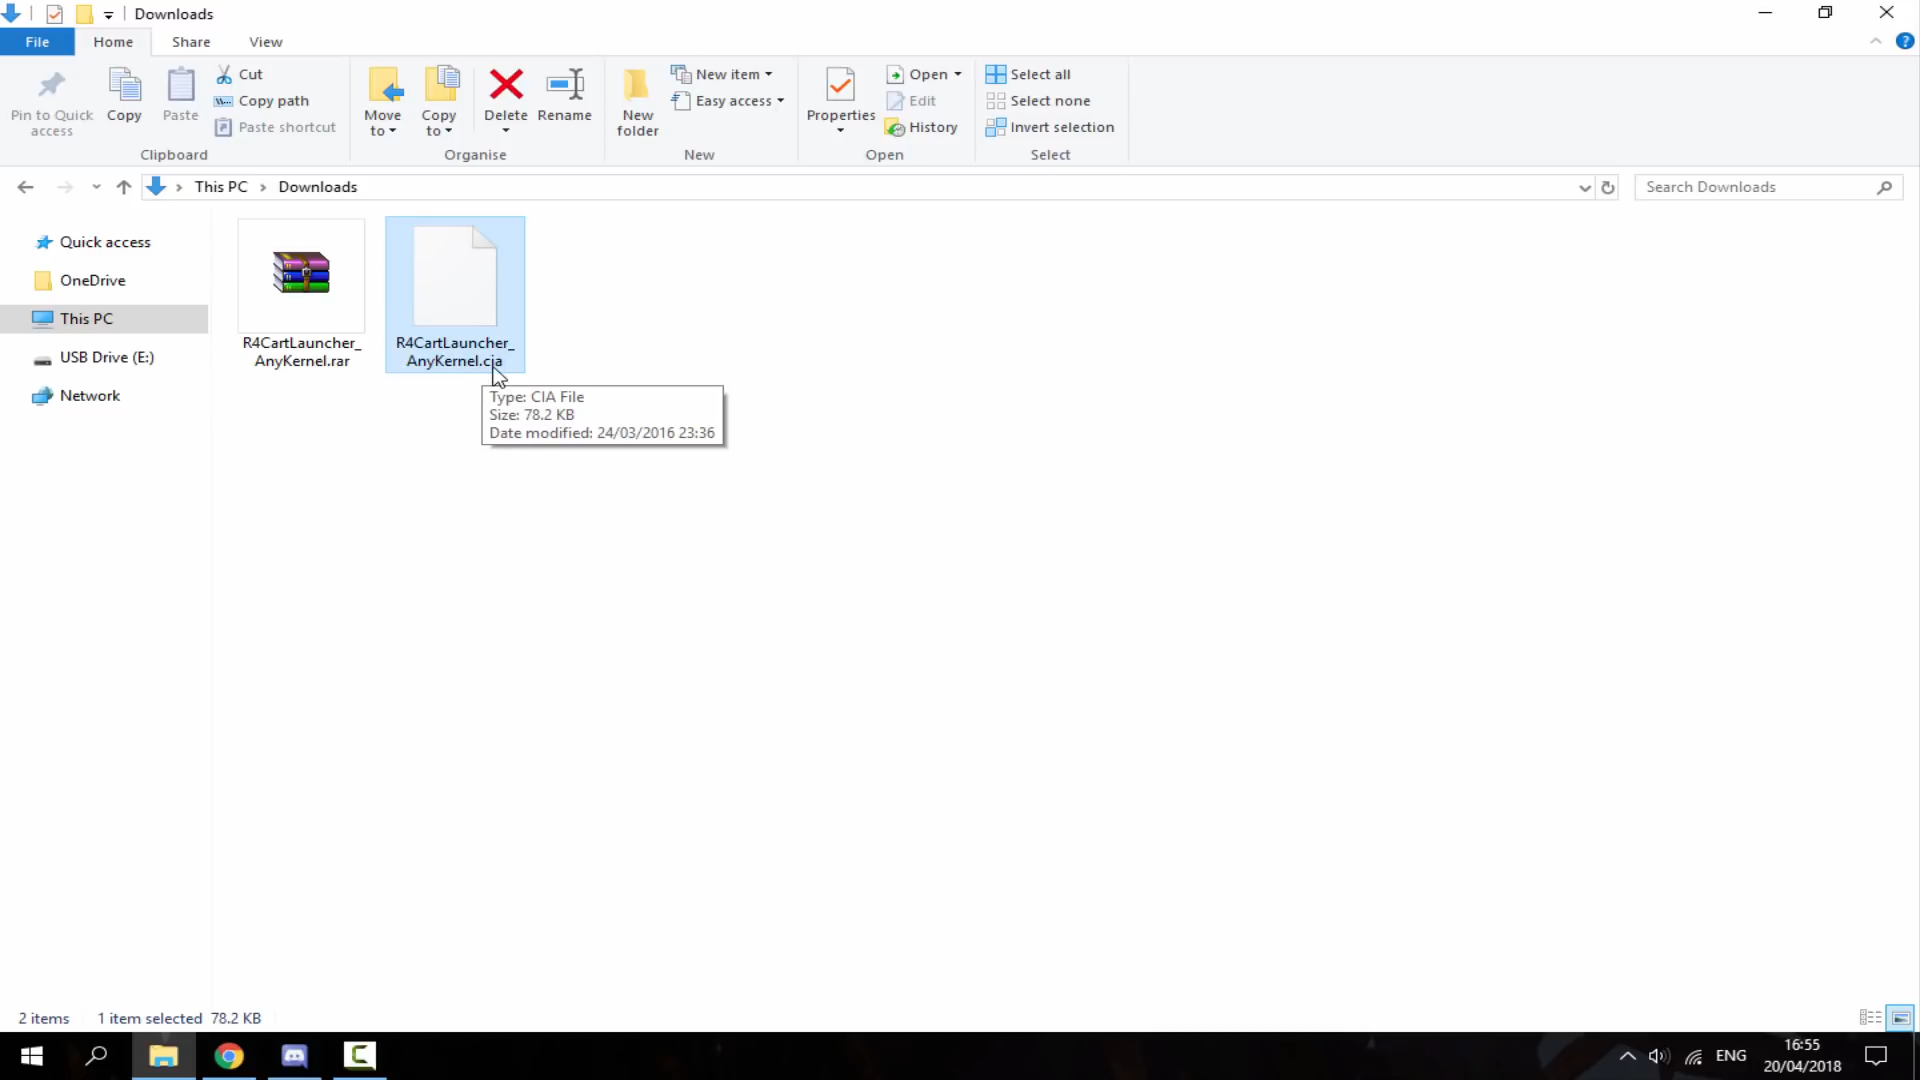 Downloads
File Home Share View
Pin to Quick access
Copy
Paste
Cut
Copy path
Paste shortcut
Clipboard
Move to
Copy to
Delete
Rename
Organise
New folder
New item
Easy access
New
Properties
Open
Edit
History
Open
Select all
Select none
Invert selection
Select
This PC Downloads
Search Downloads
Quick access
OneDrive
This PC
USB Drive (E:)
Network
R4CartLauncher_
AnyKernel.rar
R4CartLauncher_
AnyKernel.cia
Type: CIA File
Size: 78.2 KB
Date modified: 24/03/2016 23:36
2 items 1 item selected 78.2 KB
ENG
16:55
20/04/2018